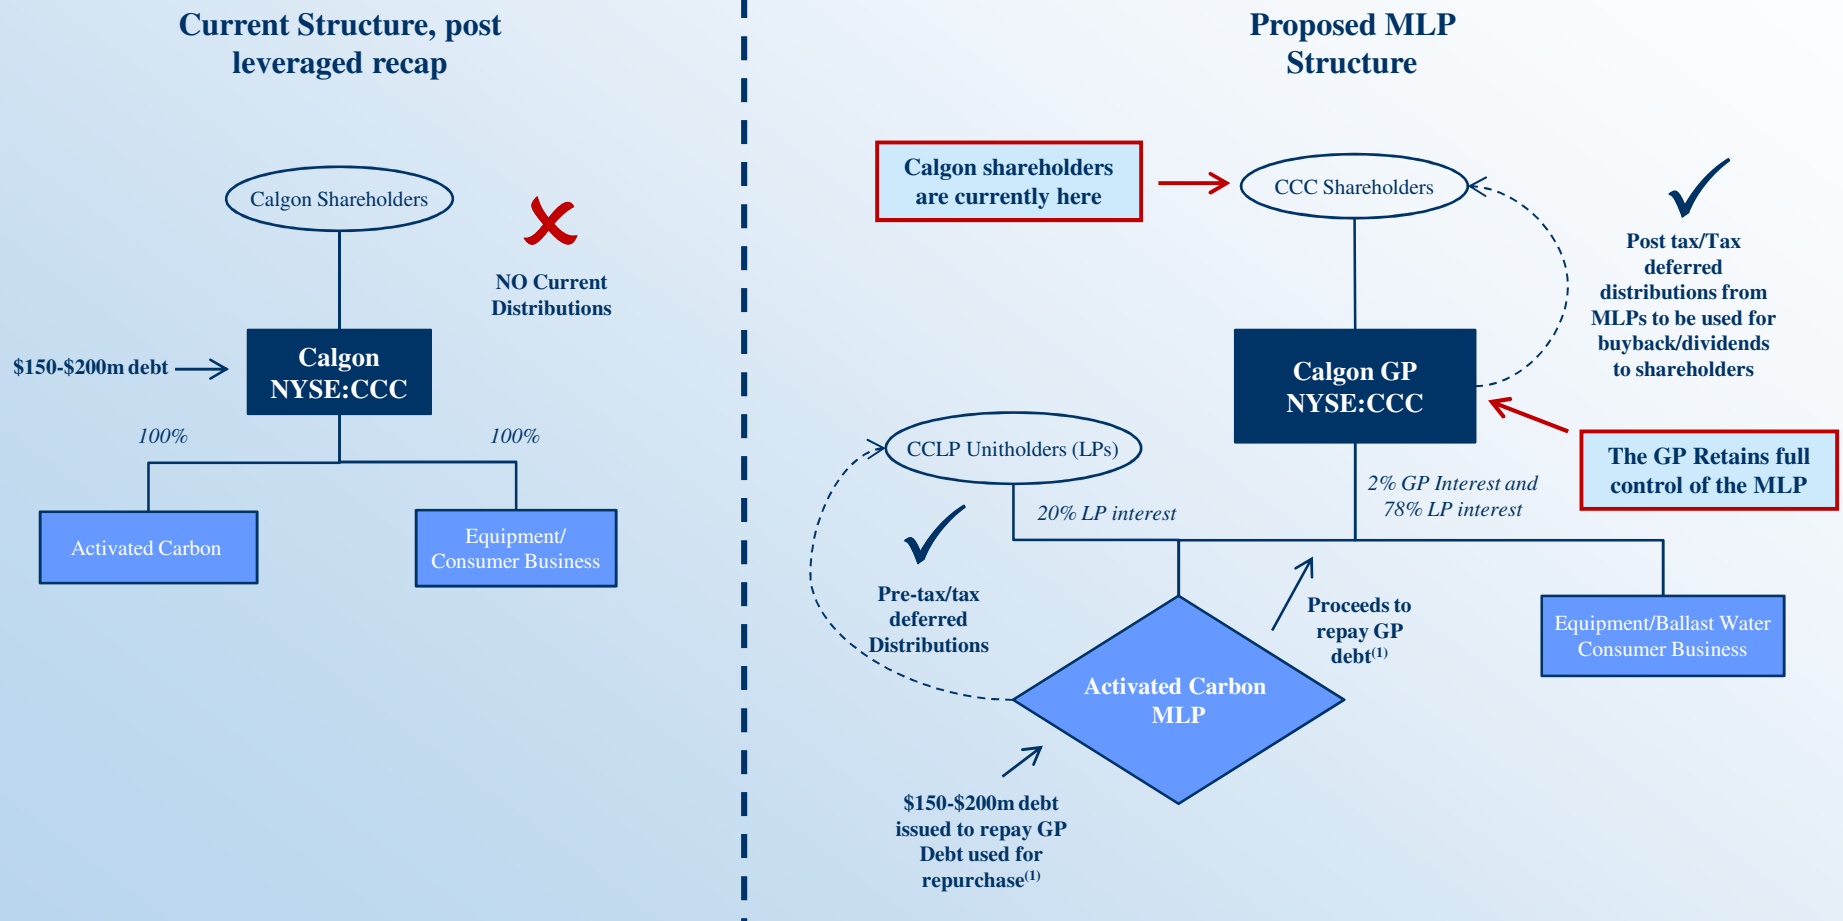 Current Structure, post
leveraged recap
Calgon Shareholders
NO Current
Distributions
$150-$200m debt
Calgon
NYSE:CCC
100%
100%
Activated Carbon
Equipment/
Consumer Business
Proposed MLP
Structure
Calgon shareholders
are currently here
CCC Shareholders
Post tax/Tax
deferred
distributions from
MLPs to be used for
buyback/dividends
to shareholders
Calgon GP
NYSE:CCC
The GP Retains full
control of the MLP
CCLP Unitholders (LPs)
20% LP interest
2% GP Interest and
78% LP interest
Pre-tax/tax
deferred
Distributions
Proceeds to
repay GP
debt(1)
Equipment/Ballast Water
Consumer Business
Activated Carbon
MLP
$150-$200m debt
issued to repay GP
Debt used for
repurchase(1)